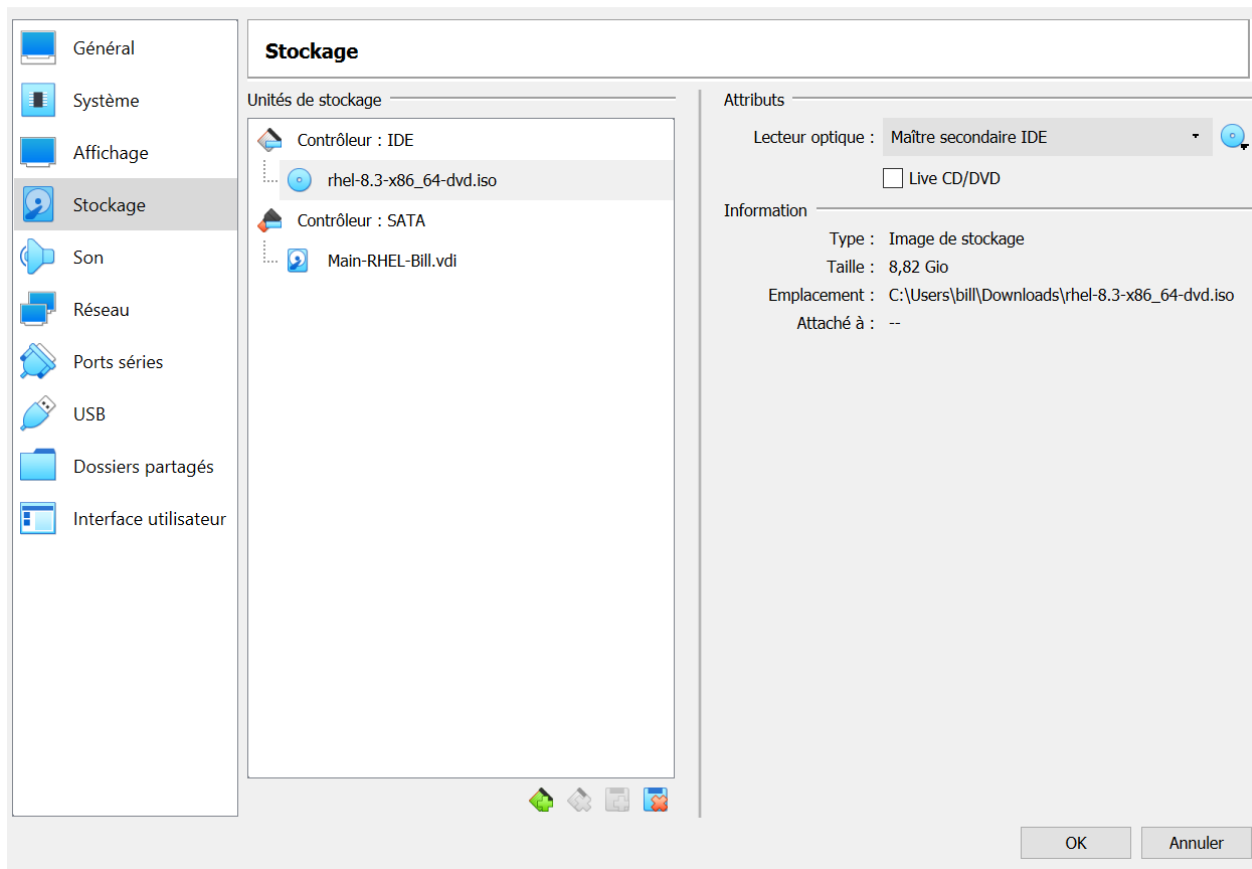 Général
Système
Affichage
Stockage
Son
Réseau
Ports séries
USB
Dossiers partagés
Interface utilisateur
Stockage
Unités de stockage
Contrôleur : IDE
rhel-8.3-x86_64-dvd.iso
Contrôleur : SATA
Main-RHEL-Bill.vdi
Attributs
Lecteur optique : Maître secondaire IDE
Live CD/DVD
Information
Type : Image de stockage
Taille : 8,82 Gio
Emplacement : C:\Users\bill\Downloads\rhel-8.3-x86_64-dvd.iso
Attaché à : --
OK Annuler